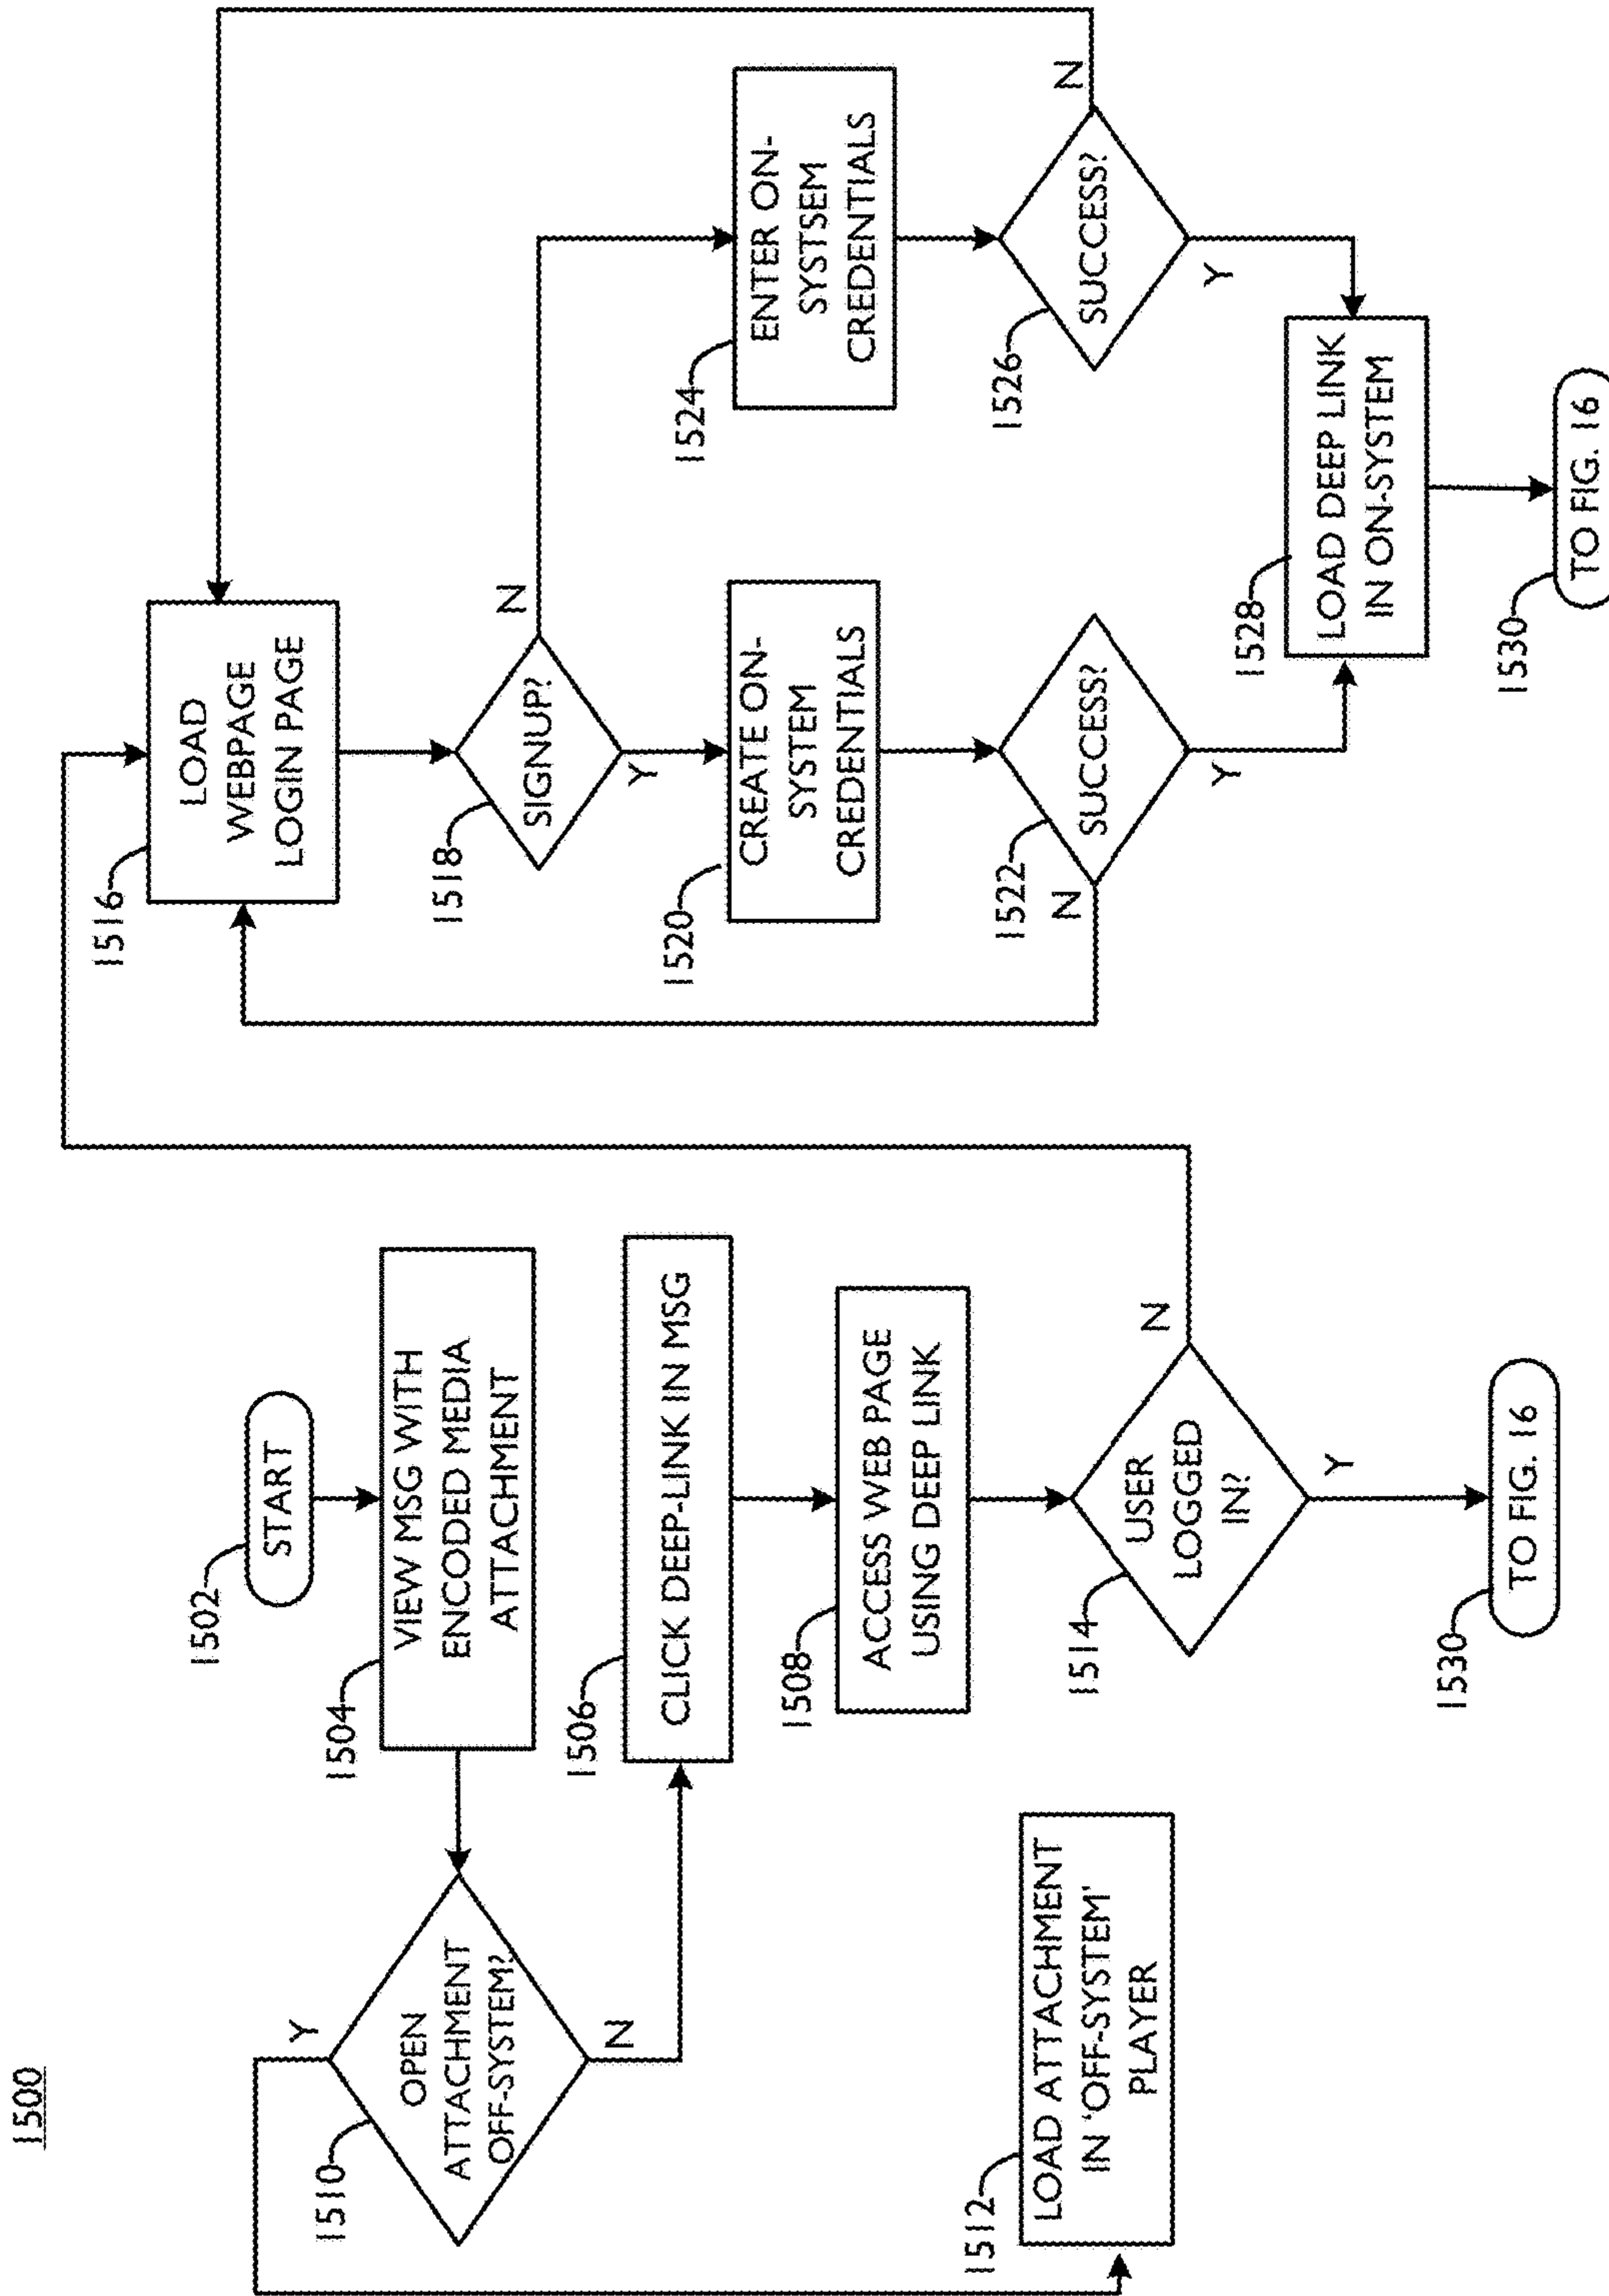 1500
1502
START
1504
VIEW MSG WITH
ENCODED MEDIA
ATTACHMENT
1510
OPEN
ATTACHMENT
OFF-SYSTEM?
Y
N
1506
CLICK DEEP-LINK IN MSG
1508
ACCESS WEB PAGE
USING DEEP LINK
1512
LOAD ATTACHMENT
IN 'OFF-SYSTEM'
PLAYER
1514
USER
LOGGED
IN?
N
Y
1530
TO FIG. 16
1516
LOAD
WEBPAGE
LOGIN PAGE
1518
SIGNUP?
N
Y
1520
CREATE ON-
SYSTEM
CREDENTIALS
1524
ENTER ON-
SYSTSEM
CREDENTIALS
1522
SUCCESS?
N
Y
1526
SUCCESS?
N
Y
1528
LOAD DEEP LINK
IN ON-SYSTEM
1530
TO FIG. 16